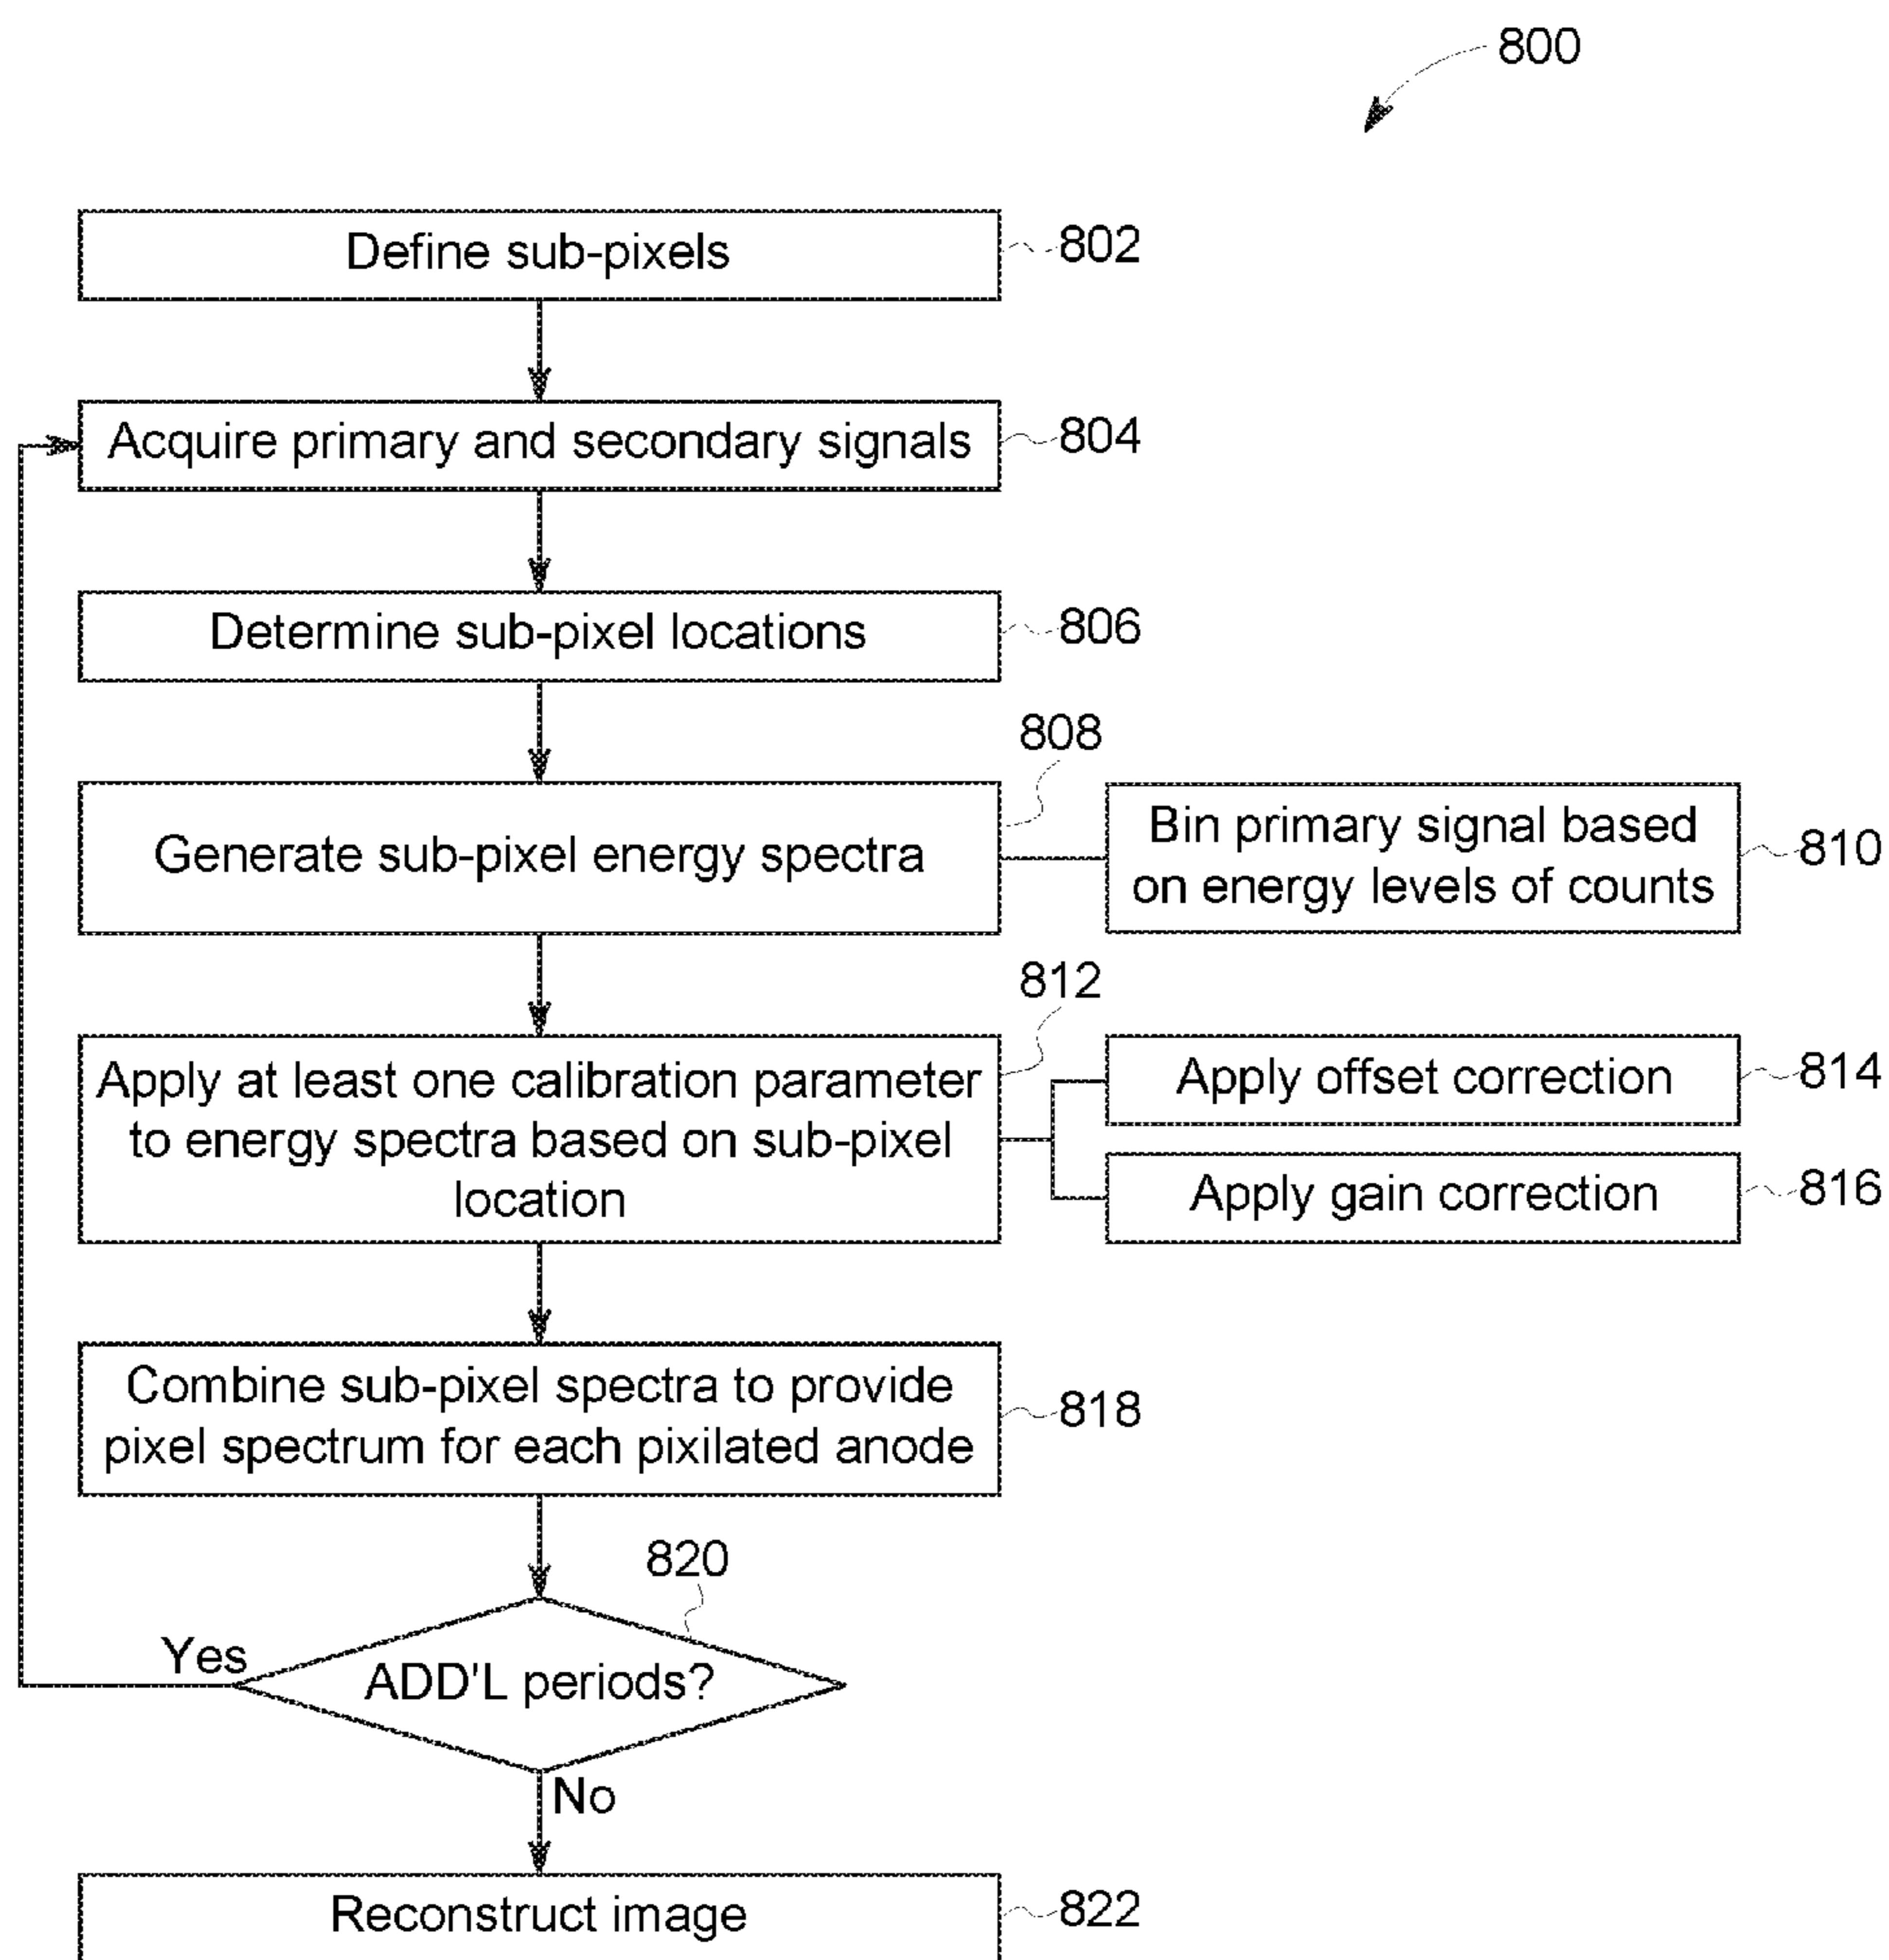 800
Define sub-pixels
802
Acquire primary and secondary signals
804
Determine sub-pixel locations
806
808
Generate sub-pixel energy spectra
Bin primary signal based
on energy levels of counts
810
812
Apply at least one calibration parameter
to energy spectra based on sub-pixel
location
Apply offset correction
814
Apply gain correction
816
Combine sub-pixel spectra to provide
pixel spectrum for each pixilated anode
818
820
Yes
ADD'L periods?
No
Reconstruct image
822